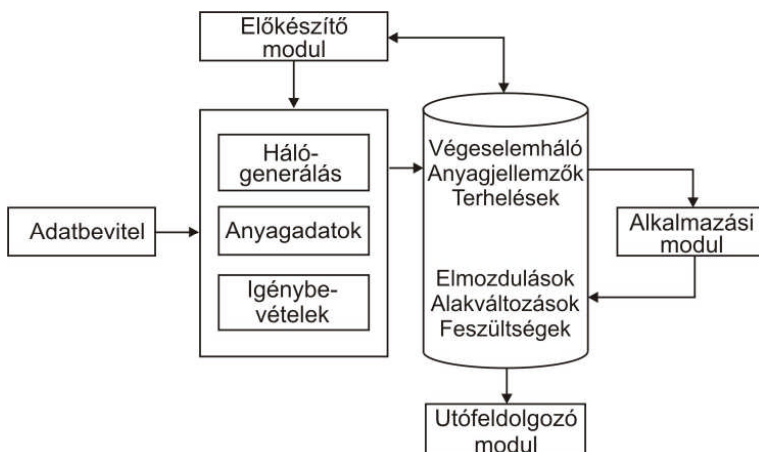 Előkészítő
modul
Háló-
generálás
Anyagadatok
Igénybe-
vételek
Adatbevitel
Végeselemháló
Anyagjellemzők
Terhelések
Elmozdulások
Alakváltozások
Feszültségek
Alkalmazási
modul
Utófeldolgozó
modul